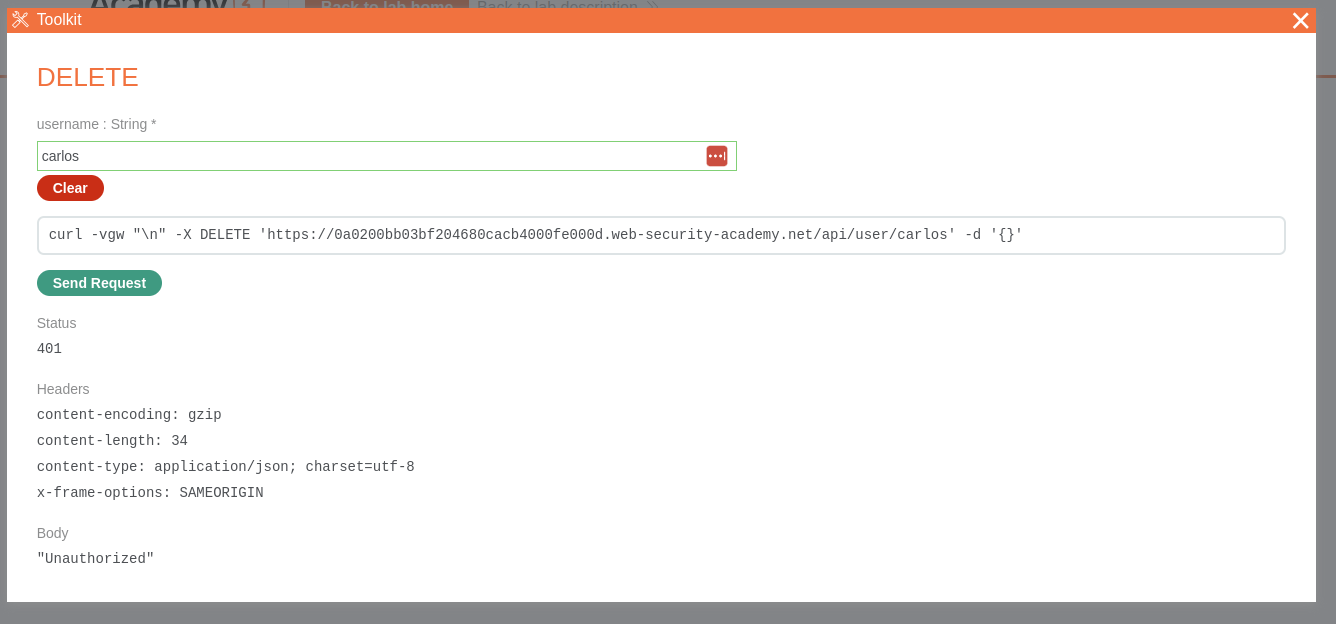 Academy Back to lab home Back to lab description
Toolkit
DELETE
username : String *
carlos
Clear
curl -vgw "\n" -X DELETE 'https://0a0200bb03bf204680cacb4000fe000d.web-security-academy.net/api/user/carlos' -d '{}'
Send Request
Status
401
Headers
content-encoding: gzip
content-length: 34
content-type: application/json; charset=utf-8
x-frame-options: SAMEORIGIN
Body
"Unauthorized"